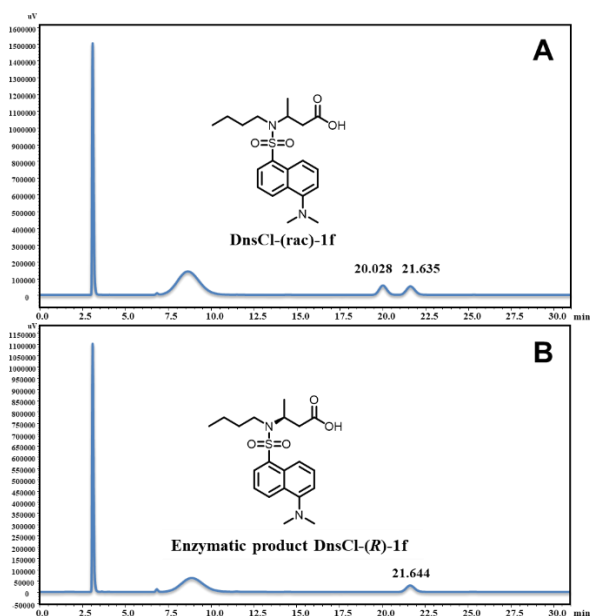 uV
A
1600000
1500000
1400000
1300000
1200000
1100000
1000000
900000
800000
700000
600000
500000
400000
300000
200000
100000
0
O
N
OH
O=S=O
N
DnsCl-(rac)-1f
20.028 21.635
0.0 2.5 5.0 7.5 10.0 12.5 15.0 17.5 20.0 22.5 25.0 27.5 30.0 min
uV
B
1150000
1100000
1050000
1000000
950000
900000
850000
800000
750000
700000
650000
600000
550000
500000
450000
400000
350000
300000
250000
200000
150000
100000
50000
0
-50000
O
N
OH
O=S=O
N
Enzymatic product DnsCl-(R)-1f
21.644
0.0 2.5 5.0 7.5 10.0 12.5 15.0 17.5 20.0 22.5 25.0 27.5 30.0 min